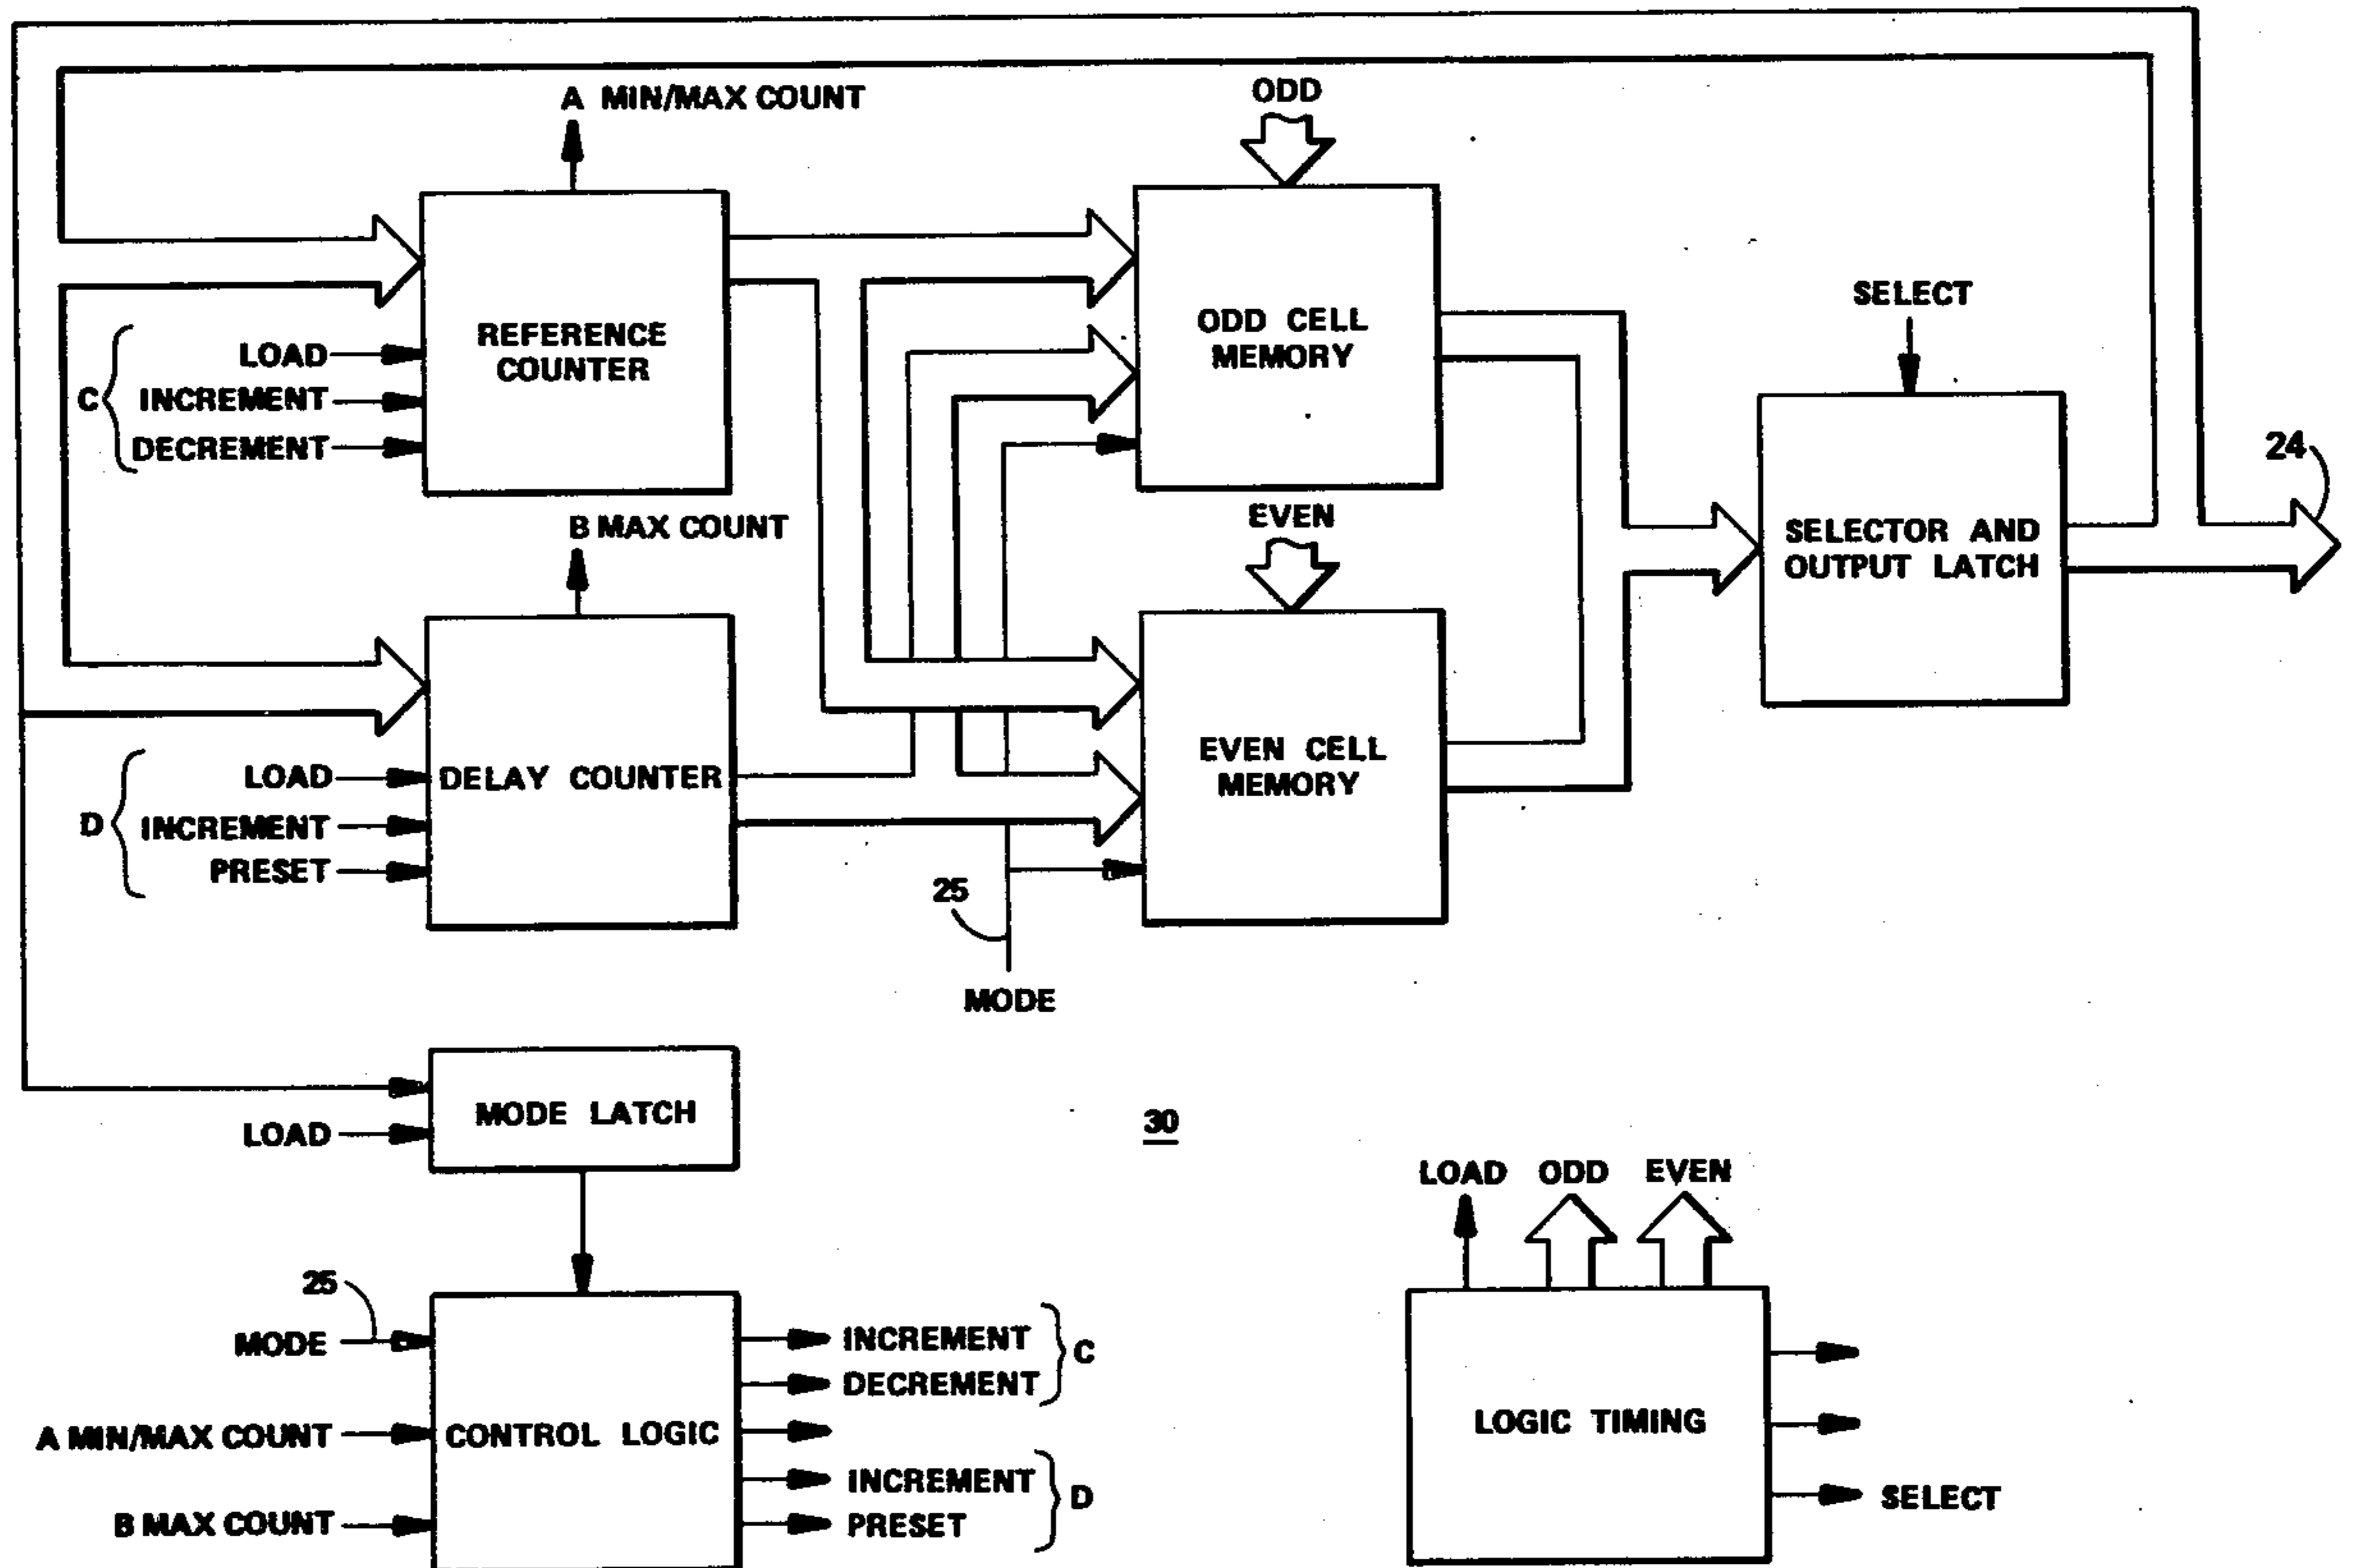 A MIN/MAX COUNT
ODD
REFERENCE
COUNTER
C
LOAD
INCREMENT
DECREMENT
ODD CELL
MEMORY
SELECT
24
B MAX COUNT
EVEN
SELECTOR AND
OUTPUT LATCH
D
LOAD
INCREMENT
PRESET
DELAY COUNTER
EVEN CELL
MEMORY
25
MODE
MODE LATCH
LOAD
30
LOAD
ODD
EVEN
25
MODE
A MIN/MAX COUNT
B MAX COUNT
CONTROL LOGIC
INCREMENT
DECREMENT
C
INCREMENT
PRESET
D
LOGIC TIMING
SELECT